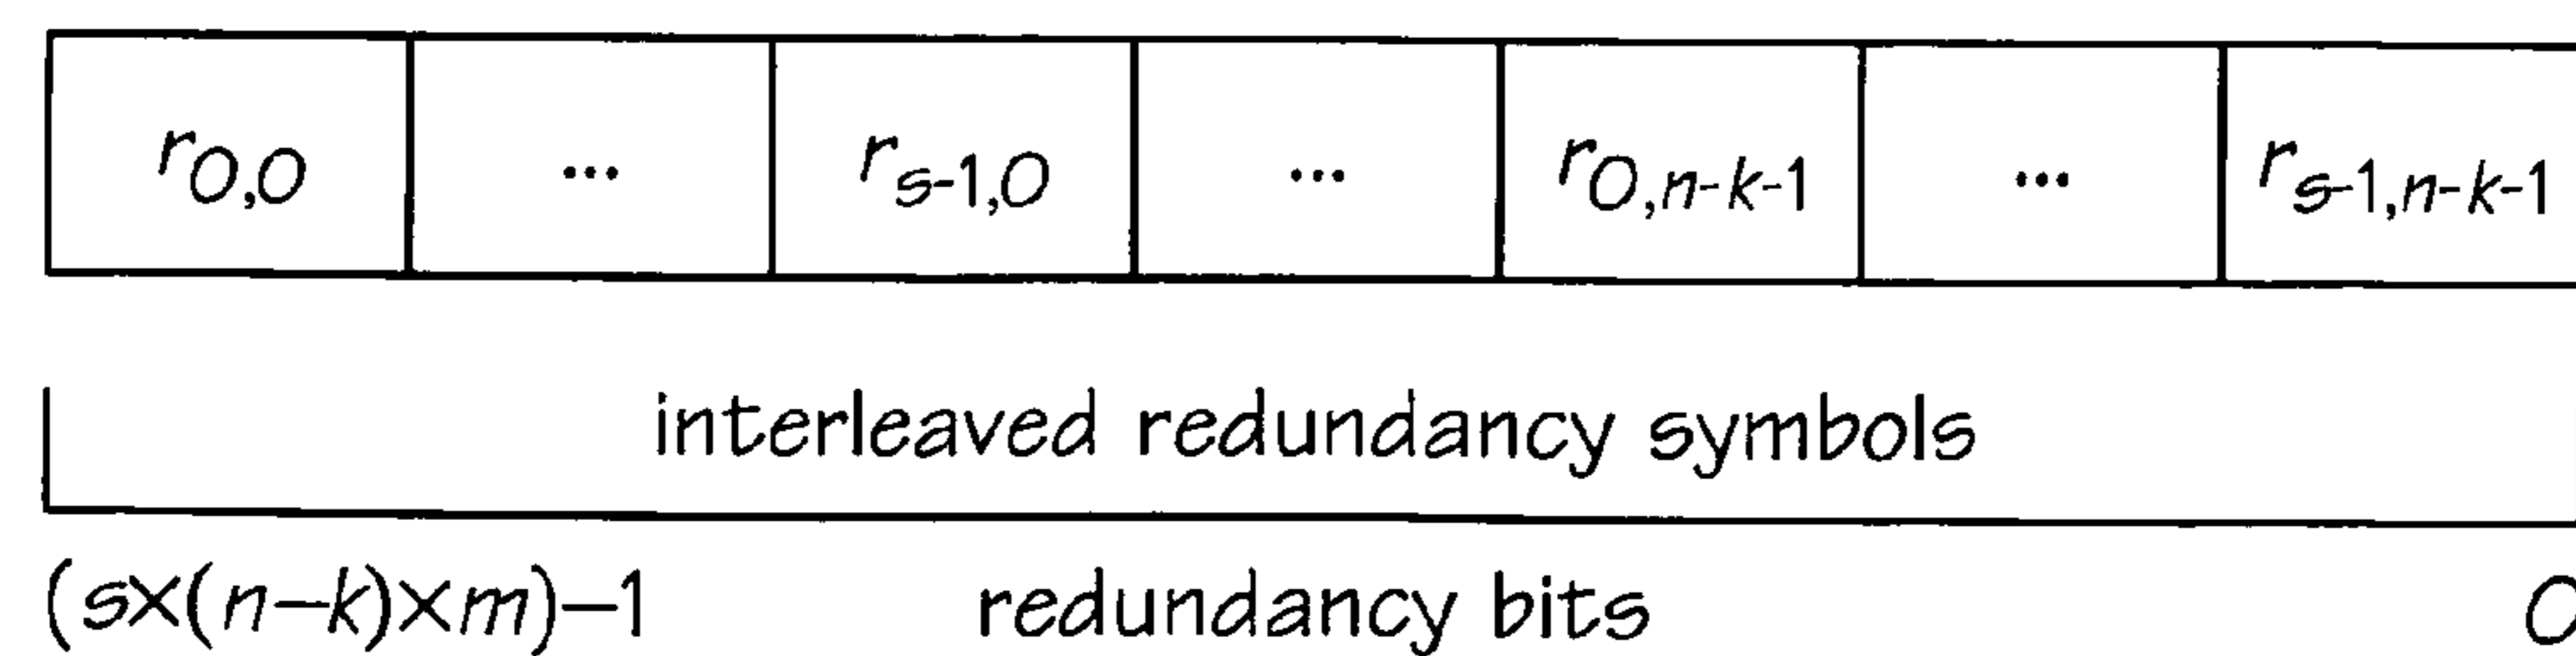 r0,0 ... rs-1,0 ... r0,n-k-1 ... rs-1,n-k-1
interleaved redundancy symbols
(s×(n-k)×m)-1 redundancy bits 0